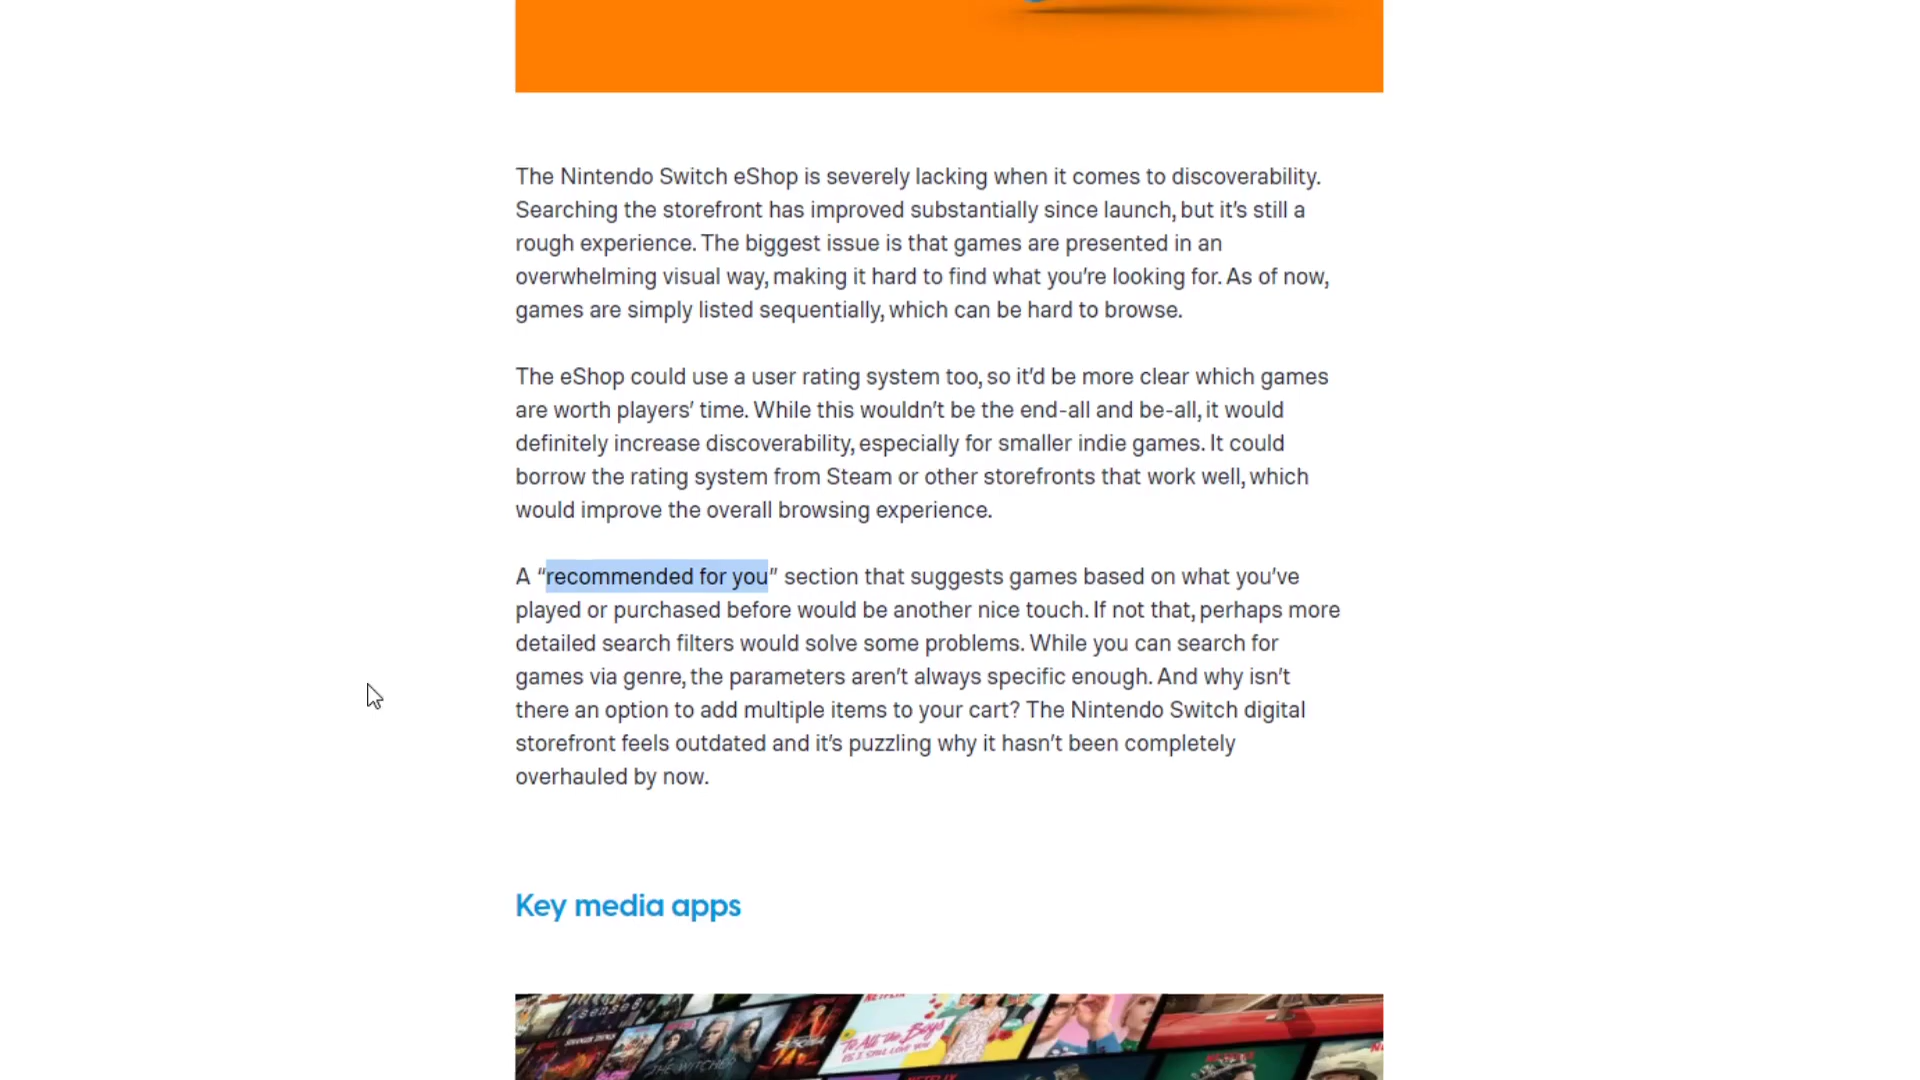 The Nintendo Switch eShop is severely lacking when it comes to discoverability.
Searching the storefront has improved substantially since launch, but it’s still a
rough experience. The biggest issue is that games are presented in an
overwhelming visual way, making it hard to find what you’re looking for. As of now,
games are simply listed sequentially, which can be hard to browse.
The eShop could use a user rating system too, so it’d be more clear which games
are worth players’ time. While this wouldn’t be the end-all and be-all, it would
definitely increase discoverability, especially for smaller indie games. It could
borrow the rating system from Steam or other storefronts that work well, which
would improve the overall browsing experience.
A “recommended for you” section that suggests games based on what you’ve
played or purchased before would be another nice touch. If not that, perhaps more
detailed search filters would solve some problems. While you can search for
games via genre, the parameters aren’t always specific enough. And why isn’t
there an option to add multiple items to your cart? The Nintendo Switch digital
storefront feels outdated and it’s puzzling why it hasn’t been completely
overhauled by now.
Key media apps
To All the Boys
THE WITCHER